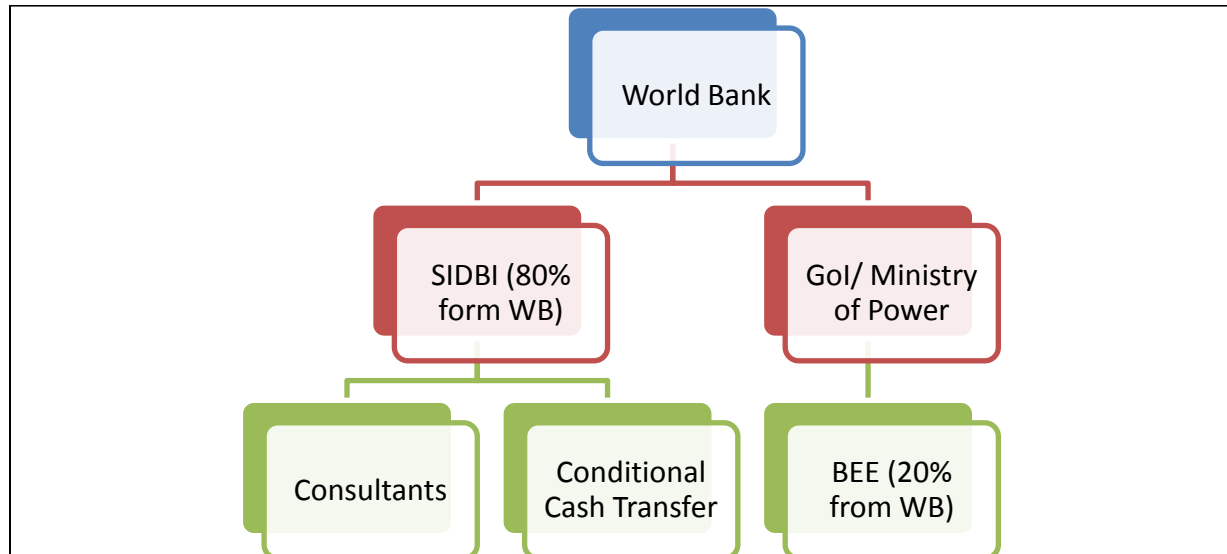 World Bank
SIDBI (80%
form WB)
GoI/ Ministry
of Power
Consultants
Conditional
Cash Transfer
BEE (20%
from WB)